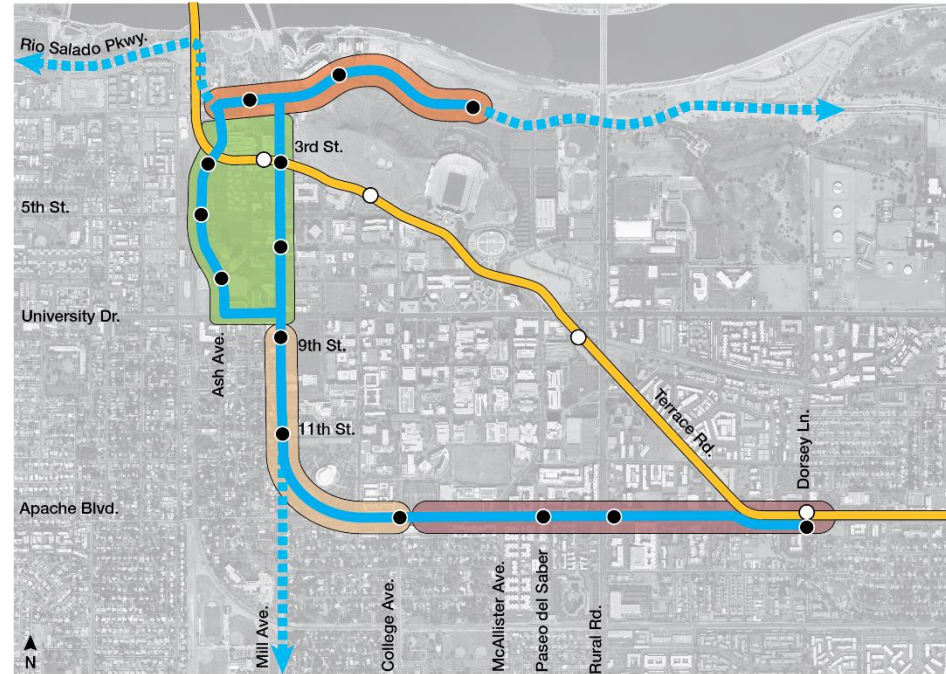 Rio Salado Pkwy.
3rd St.
5th St.
University Dr.
9th St.
Ash Ave.
11th St.
Terrace Rd.
Dorsey Ln.
Apache Blvd.
Mill Ave.
College Ave.
McAllister Ave.
Paseo del Saber
Rural Rd.
N